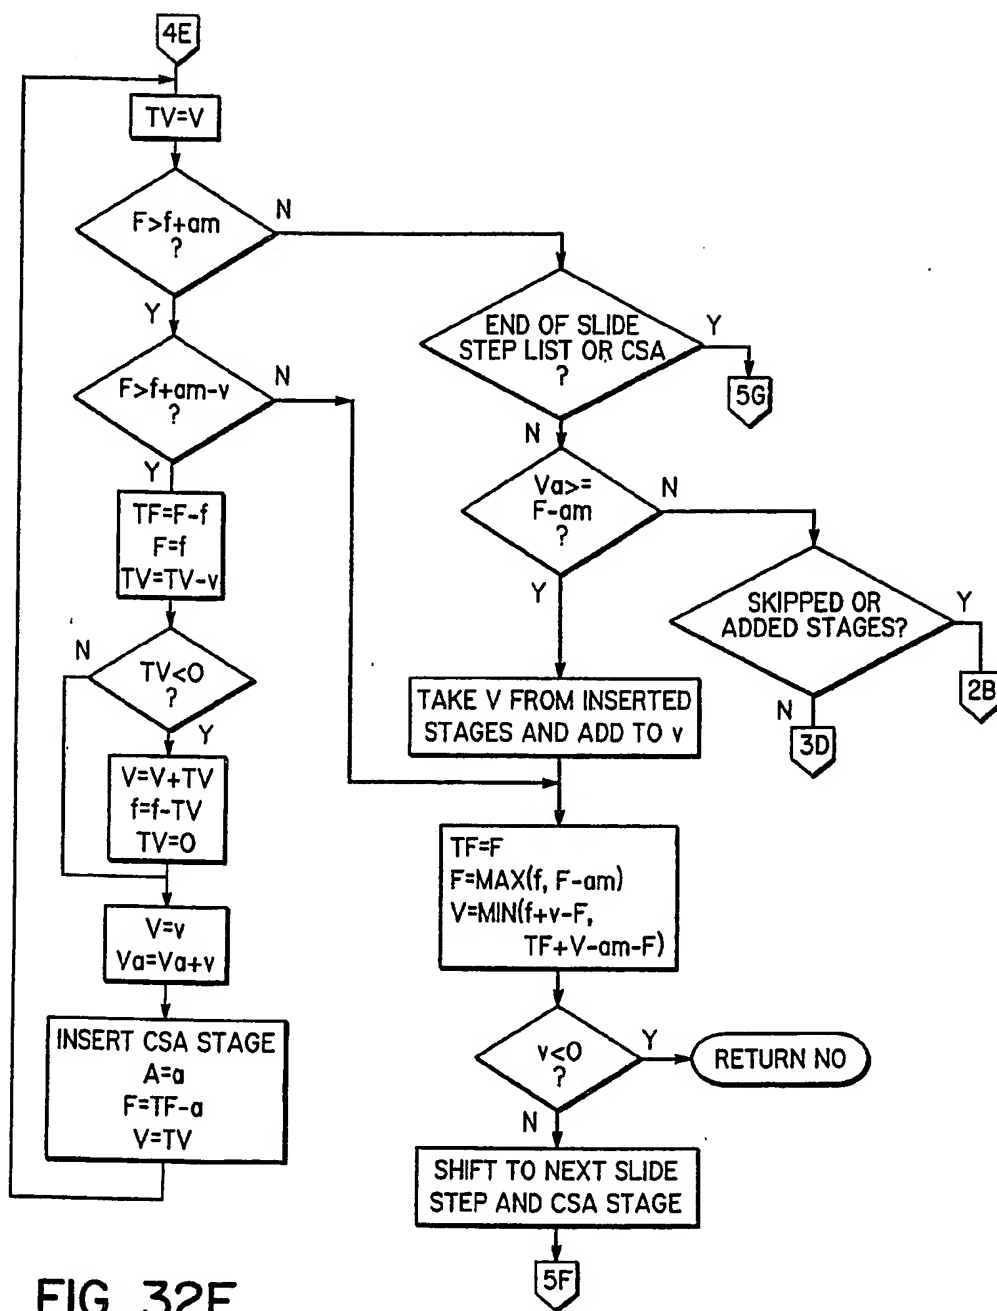 4E
TV=V
F>f+am
?
N
Y
F>f+am-v
?
N
Y
TF=F-f
F=f
TV=TV-v
TV<0
?
N
Y
V=V+TV
f=f-TV
TV=0
V=v
Va=Va+v
INSERT CSA STAGE
A=a
F=TF-a
V=TV
END OF SLIDE
STEP LIST OR CSA
?
Y
5G
N
Va>=
F-am
?
N
Y
SKIPPED OR
ADDED STAGES?
Y
2B
N
3D
TAKE V FROM INSERTED
STAGES AND ADD TO v
TF=F
F=MAX(f, F-am)
V=MIN(f+v-F,
TF+V-am-F)
v<0
?
Y
RETURN NO
N
SHIFT TO NEXT SLIDE
STEP AND CSA STAGE
5F